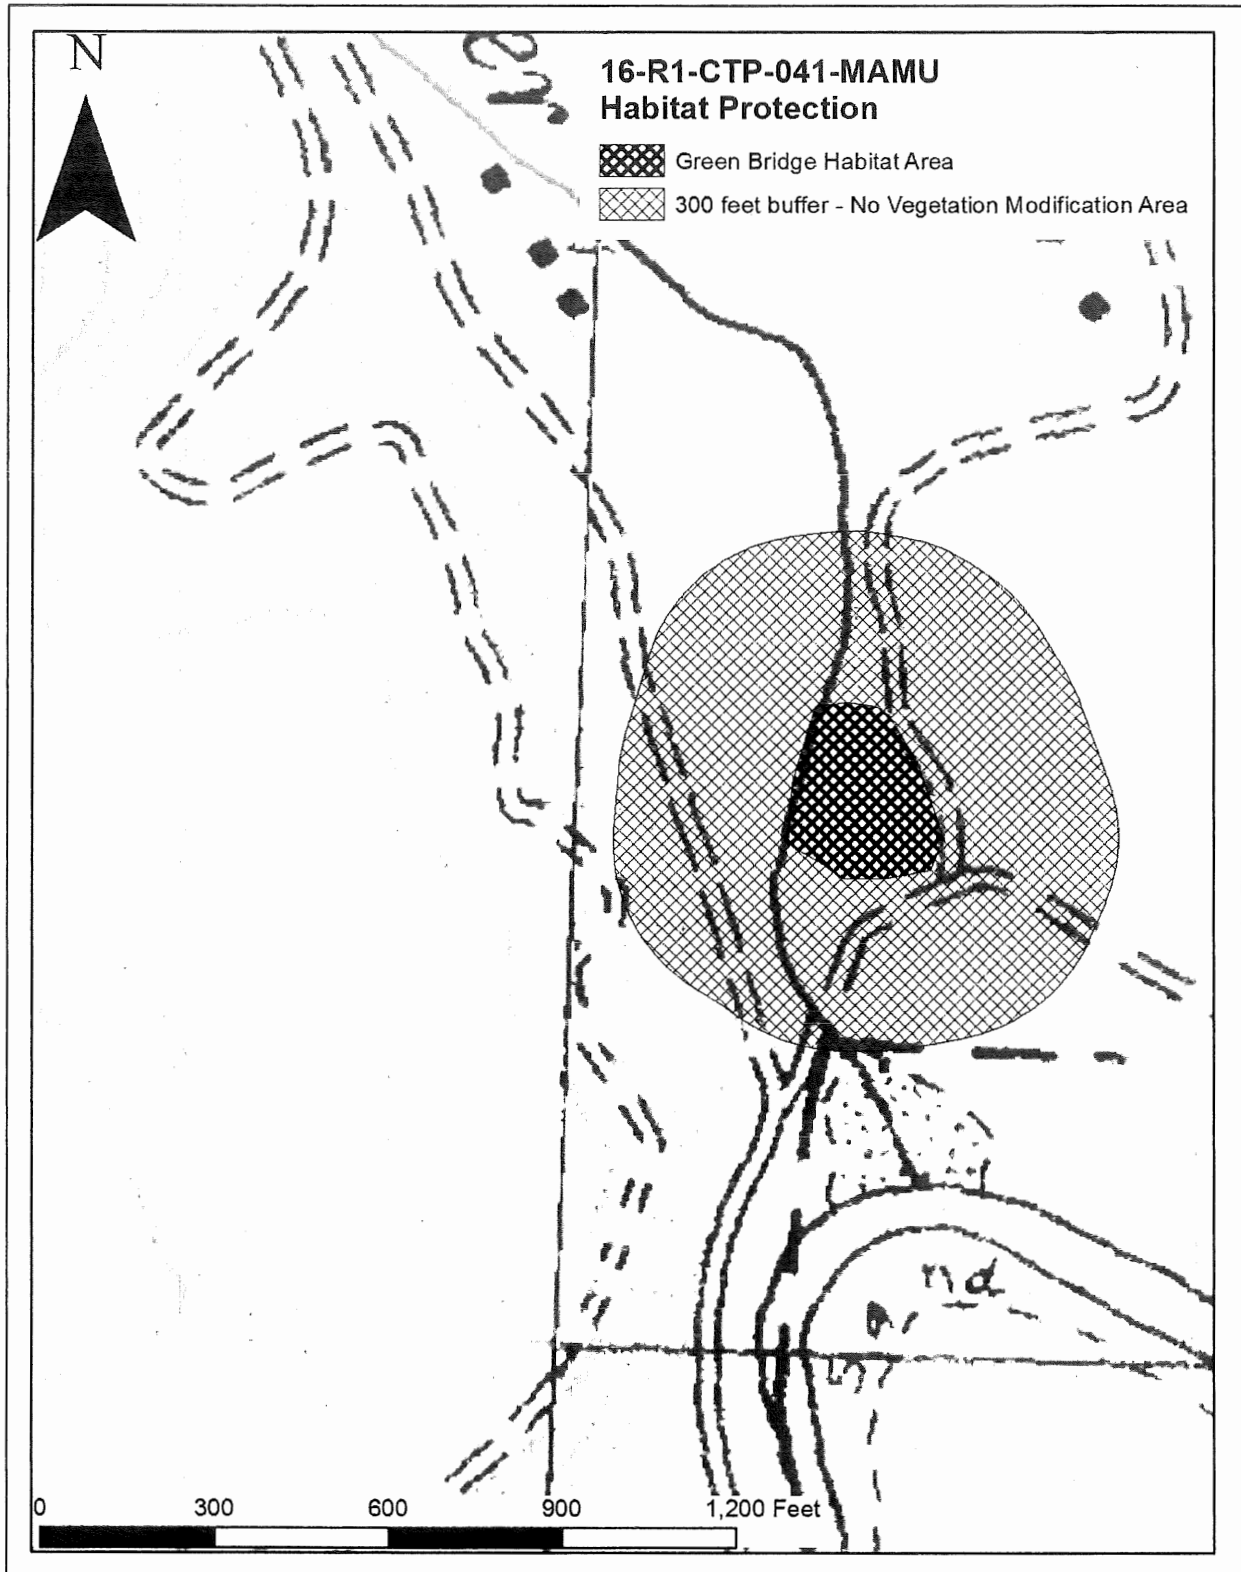 N
16-R1-CTP-041-MAMU
Habitat Protection
Green Bridge Habitat Area
300 feet buffer - No Vegetation Modification Area
nd
0 300 600 900 1,200 Feet